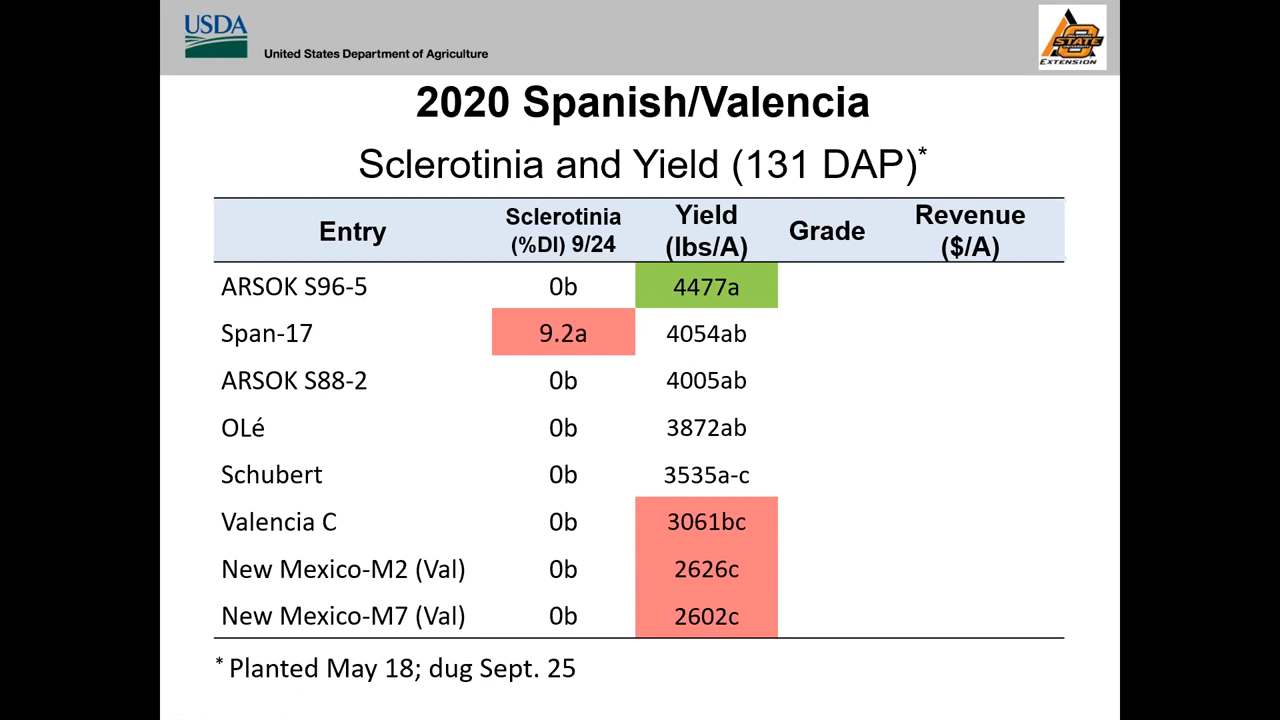 USDA
United States Department of Agriculture
STATE
EXTENSION
2020 Spanish/Valencia
Sclerotinia and Yield (131 DAP)*
Entry Sclerotinia (%DI) 9/24 Yield (lbs/A) Grade Revenue ($/A)
ARSOK S96-5 0b 4477a
Span-17 9.2a 4054ab
ARSOK S88-2 0b 4005ab
OLé 0b 3872ab
Schubert 0b 3535a-c
Valencia C 0b 3061bc
New Mexico-M2 (Val) 0b 2626c
New Mexico-M7 (Val) 0b 2602c
* Planted May 18; dug Sept. 25